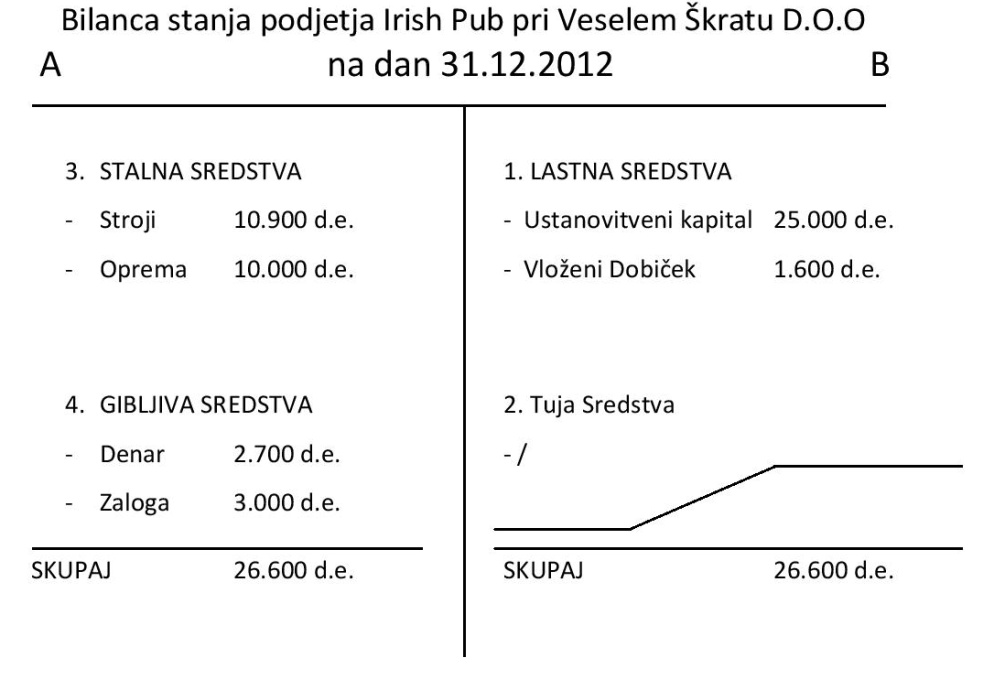 Bilanca stanja podjetja Irish Pub pri Veselem Škratu D.O.O
A na dan 31.12.2012 B
3. STALNA SREDSTVA
- Stroji 10.900 d.e.
- Oprema 10.000 d.e.
4. GIBLJIVA SREDSTVA
- Denar 2.700 d.e.
- Zaloga 3.000 d.e.
SKUPAJ 26.600 d.e.
1. LASTNA SREDSTVA
- Ustanovitveni kapital 25.000 d.e.
- Vloženi Dobiček 1.600 d.e.
2. Tuja Sredstva
- /
SKUPAJ 26.600 d.e.